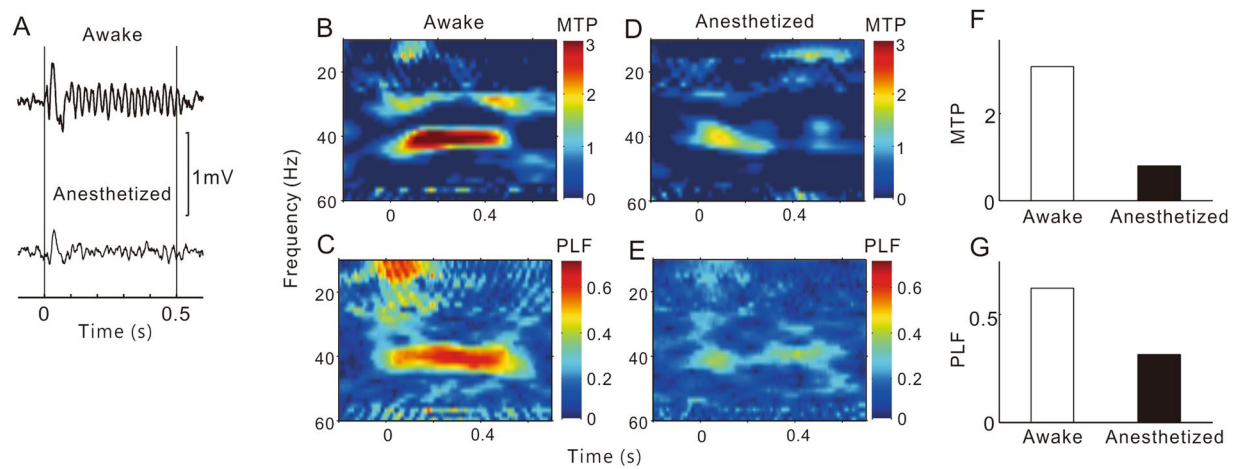 A
Awake
1mV
Anesthetized
0
0.5
Time (s)
B
Awake
MTP
3
2
1
0
20
40
60
0
0.4
Frequency (Hz)
C
PLF
0.6
0.4
0.2
0
20
40
60
0
0.4
Time (s)
D
Anesthetized
MTP
3
2
1
0
20
40
60
0
0.4
E
PLF
0.6
0.4
0.2
0
20
40
60
0
0.4
F
MTP
2
0
Awake
Anesthetized
G
PLF
0.5
0
Awake
Anesthetized